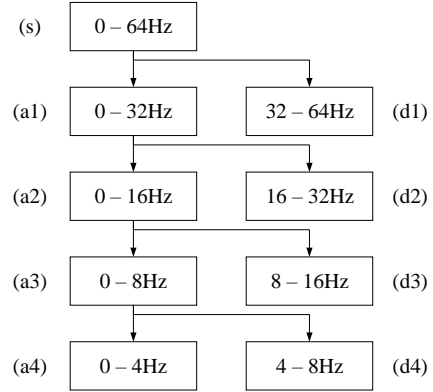 (s) 0 – 64Hz
(a1) 0 – 32Hz 32 – 64Hz (d1)
(a2) 0 – 16Hz 16 – 32Hz (d2)
(a3) 0 – 8Hz 8 – 16Hz (d3)
(a4) 0 – 4Hz 4 – 8Hz (d4)